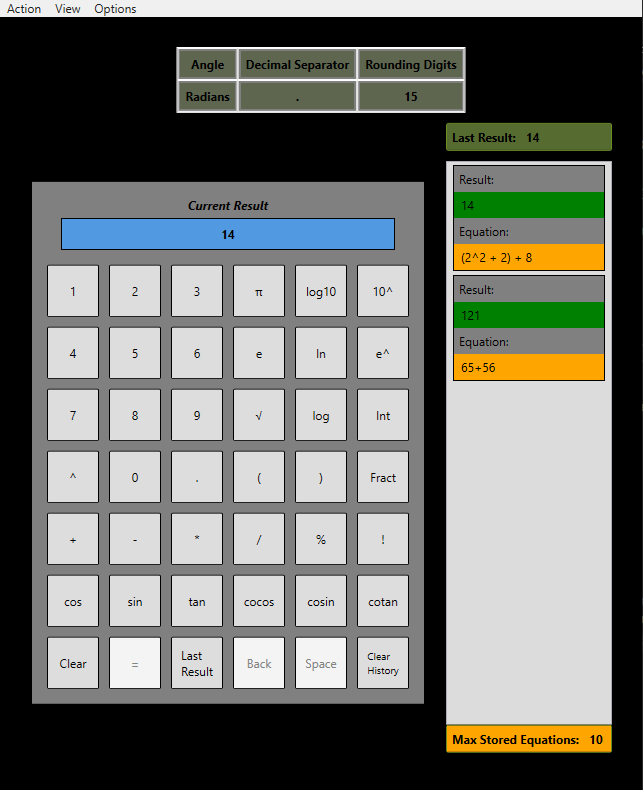 Action View Options
Angle Decimal Separator Rounding Digits
Radians . 15
Last Result: 14
Result:
14
Equation:
(2^2 + 2) + 8
Result:
121
Equation:
65+56
Max Stored Equations: 10
Current Result
14
1 2 3 π log10 10^
4 5 6 e ln e^
7 8 9 √ log Int
^ 0 . ( ) Fract
+ - * / % !
cos sin tan cocos cosin cotan
Clear = Last Result Back Space Clear History